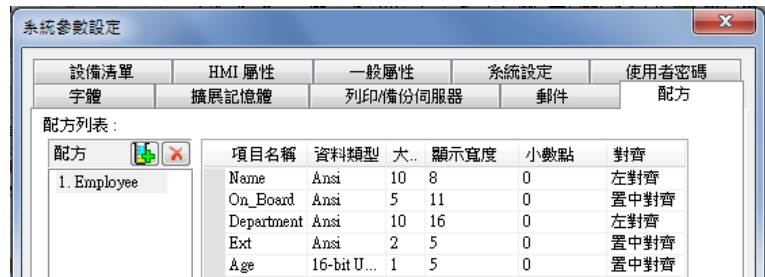 系統參數設定
設備清單 HMI 屬性 一般屬性 系統設定 使用者密碼
字體 擴展記憶體 列印/備份伺服器 郵件 配方
配方列表 :
配方 項目名稱 資料類型 大.. 顯示寬度 小數點 對齊
1. Employee Name Ansi 10 8 0 左對齊
On_Board Ansi 5 11 0 置中對齊
Department Ansi 10 16 0 左對齊
Ext Ansi 2 5 0 置中對齊
Age 16-bit U... 1 5 0 置中對齊